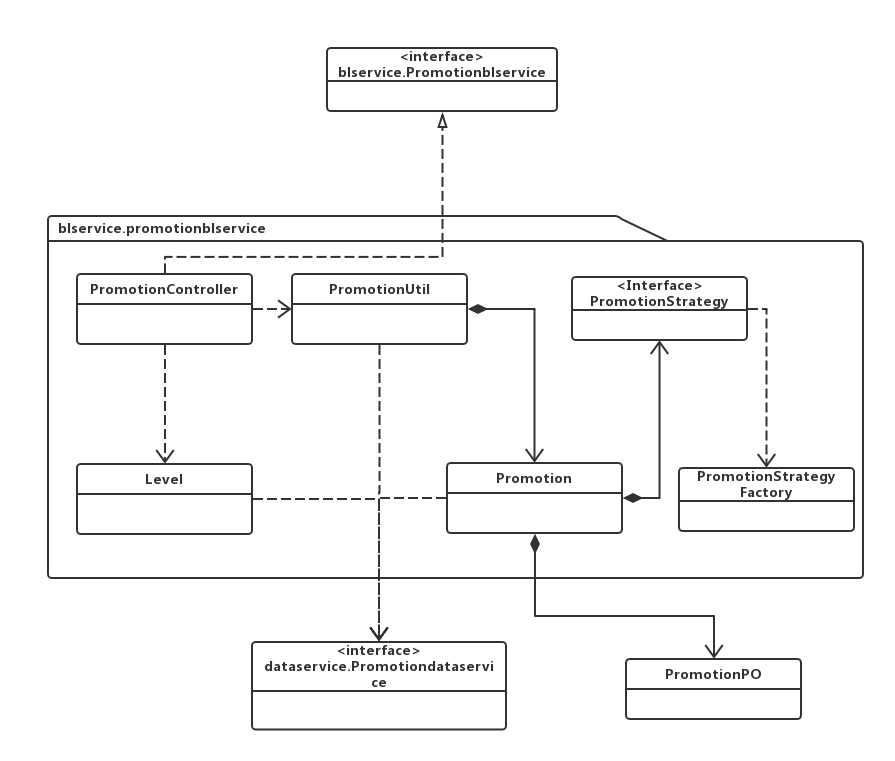 <interface>
blservice.Promotionblservice
blservice.promotionblservice
PromotionController
PromotionUtil
<Interface>
PromotionStrategy
Level
Promotion
PromotionStrategy
Factory
<interface>
dataservice.Promotiondataservi
ce
PromotionPO